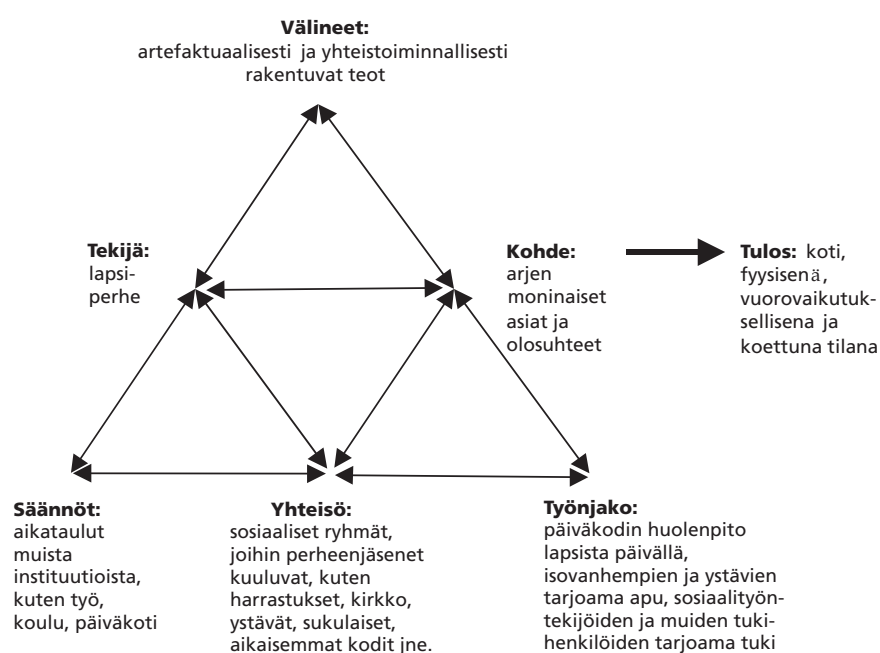 Välineet:
artefaktuaalisesti ja yhteistoiminnallisesti
rakentuvat teot
Tekijä:
lapsi-
perhe
Kohde:
arjen
moninaiset
asiat ja
olosuhteet
Tulos: koti,
fyysisenä,
vuorovaikutuk-
sellisena ja
koettuna tilana
Säännöt:
aikataulut
muista
instituutioista,
kuten työ,
koulu, päiväkoti
Yhteisö:
sosiaaliset ryhmät,
joihin perheenjäsenet
kuuluvat, kuten
harrastukset, kirkko,
ystävät, sukulaiset,
aikaisemmat kodit jne.
Työnjako:
päiväkodin huolenpito
lapsista päivällä,
isovanhempien ja ystävien
tarjoama apu, sosiaalityön-
tekijöiden ja muiden tuki-
henkilöiden tarjoama tuki